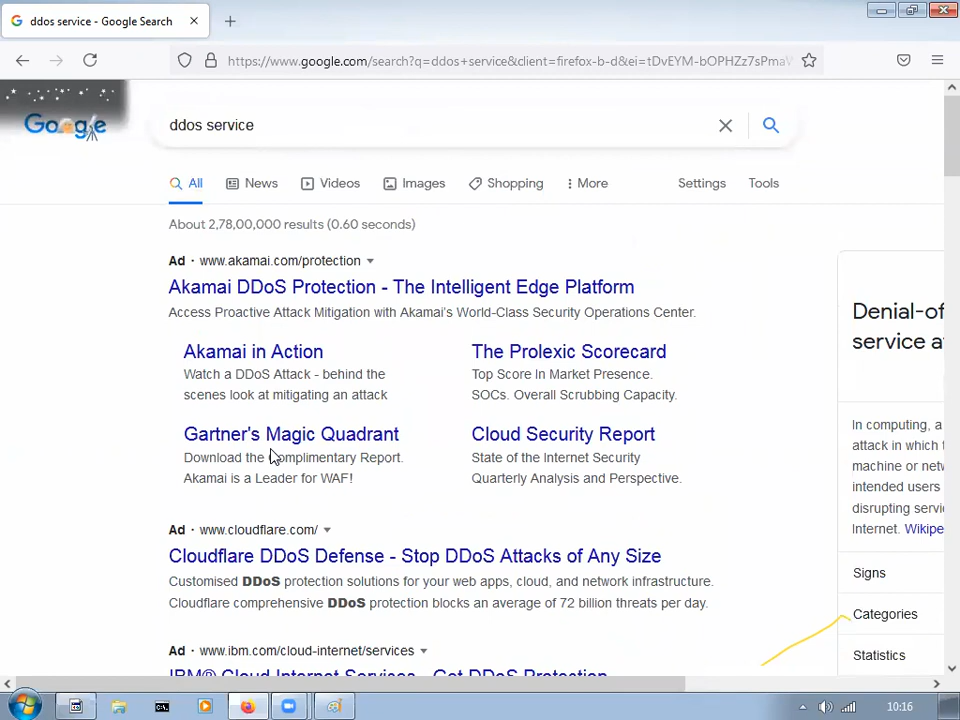 ddos service - Google Search
https://www.google.com/search?q=ddos+service&client=firefox-b-d&ei=tDvEYM-bOPHZz7sPmaW
Google
ddos service
All News Videos Images Shopping More Settings Tools
About 2,78,00,000 results (0.60 seconds)
Ad · www.akamai.com/protection
Akamai DDoS Protection - The Intelligent Edge Platform
Access Proactive Attack Mitigation with Akamai's World-Class Security Operations Center.
Akamai in Action
Watch a DDoS Attack - behind the
scenes look at mitigating an attack
The Prolexic Scorecard
Top Score In Market Presence.
SOCs. Overall Scrubbing Capacity.
Gartner's Magic Quadrant
Download the Complimentary Report.
Akamai is a Leader for WAF!
Cloud Security Report
State of the Internet Security
Quarterly Analysis and Perspective.
Ad · www.cloudflare.com/
Cloudflare DDoS Defense - Stop DDoS Attacks of Any Size
Customised DDoS protection solutions for your web apps, cloud, and network infrastructure.
Cloudflare comprehensive DDoS protection blocks an average of 72 billion threats per day.
Ad · www.ibm.com/cloud-internet/services
IBM® Cloud Internet Services - Get DDoS Protection
Denial-of
service a
In computing, a
attack in which t
machine or netw
intended users
disrupting servic
Internet. Wikipe
Signs
Categories
Statistics
10:16